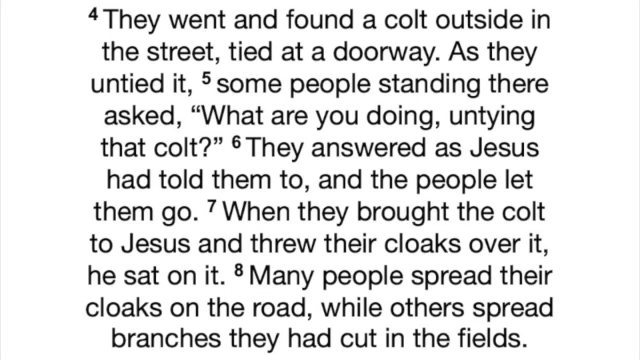 4 They went and found a colt outside in
the street, tied at a doorway. As they
untied it, 5 some people standing there
asked, “What are you doing, untying
that colt?” 6 They answered as Jesus
had told them to, and the people let
them go. 7 When they brought the colt
to Jesus and threw their cloaks over it,
he sat on it. 8 Many people spread their
cloaks on the road, while others spread
branches they had cut in the fields.